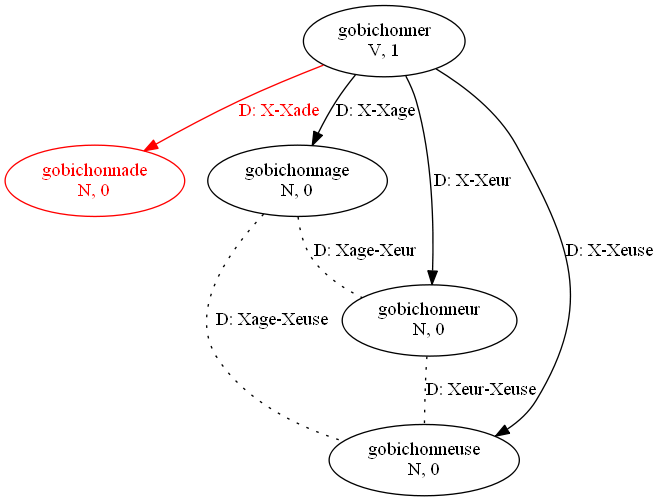 gobichonner
V, 1
D: X-Xade
D: X-Xage
gobichonnade
N, 0
gobichonnage
N, 0
D: X-Xeur
D: Xage-Xeur
D: X-Xeuse
D: Xage-Xeuse
gobichonneur
N, 0
D: Xeur-Xeuse
gobichonneuse
N, 0